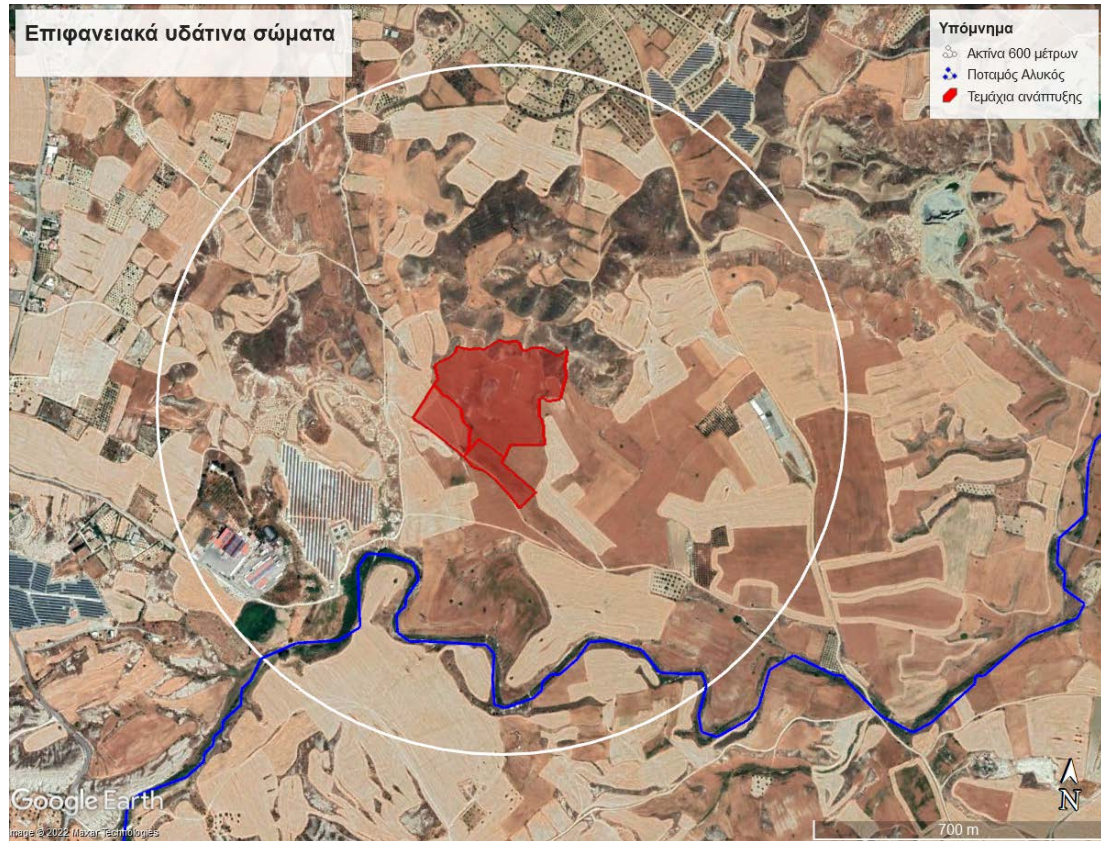 Επιφανειακά υδάτινα σώματα
Υπόμνημα
Ακτίνα 600 μέτρων
Ποταμός Αλυκός
Τεμάχια ανάπτυξης
Google Earth
Image © 2022 Maxar Technologies
N
700 m